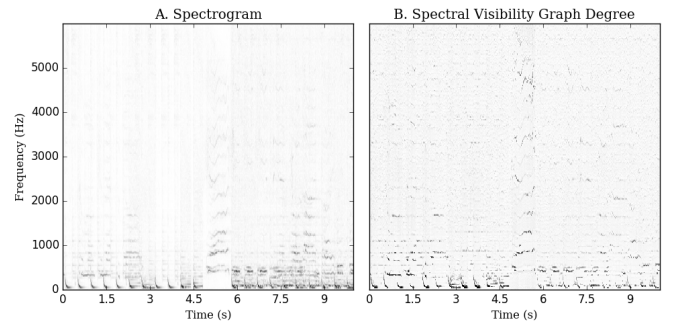 A. Spectrogram
B. Spectral Visibility Graph Degree
Frequency (Hz)
5000
4000
3000
2000
1000
0
0 1.5 3 4.5 6 7.5 9
0 1.5 3 4.5 6 7.5 9
Time (s)
Time (s)